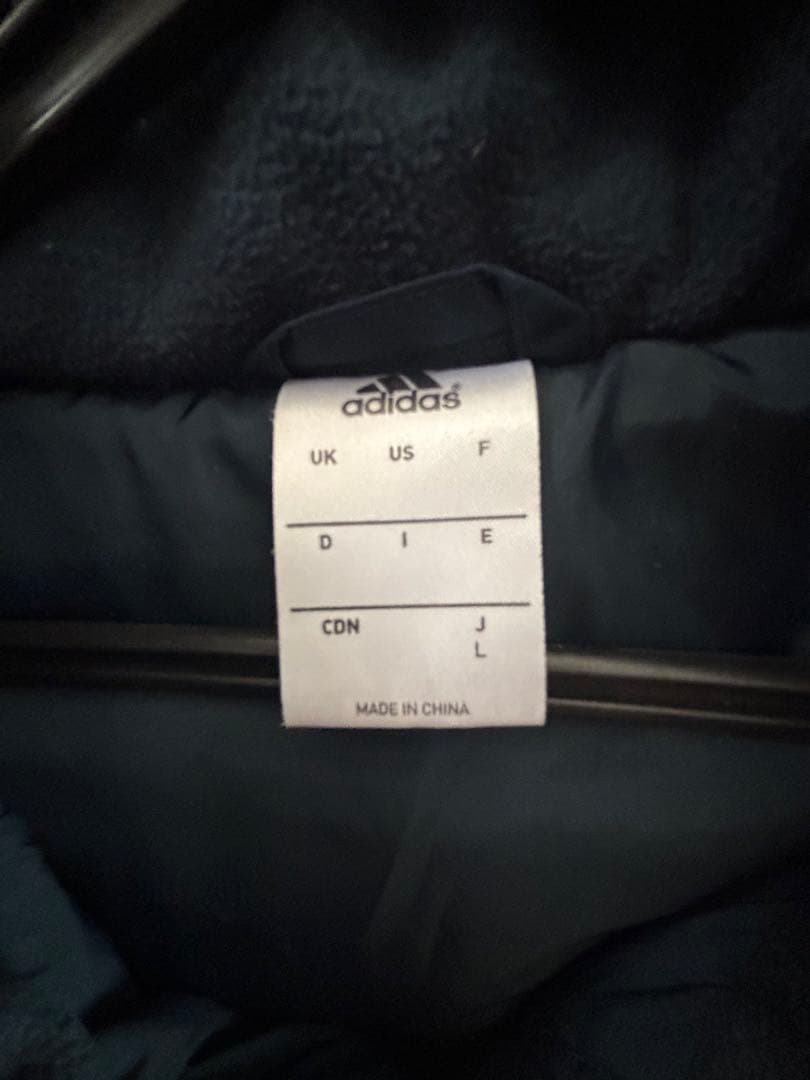 adidas®
UK US F
D I E
CDN J
L
MADE IN CHINA